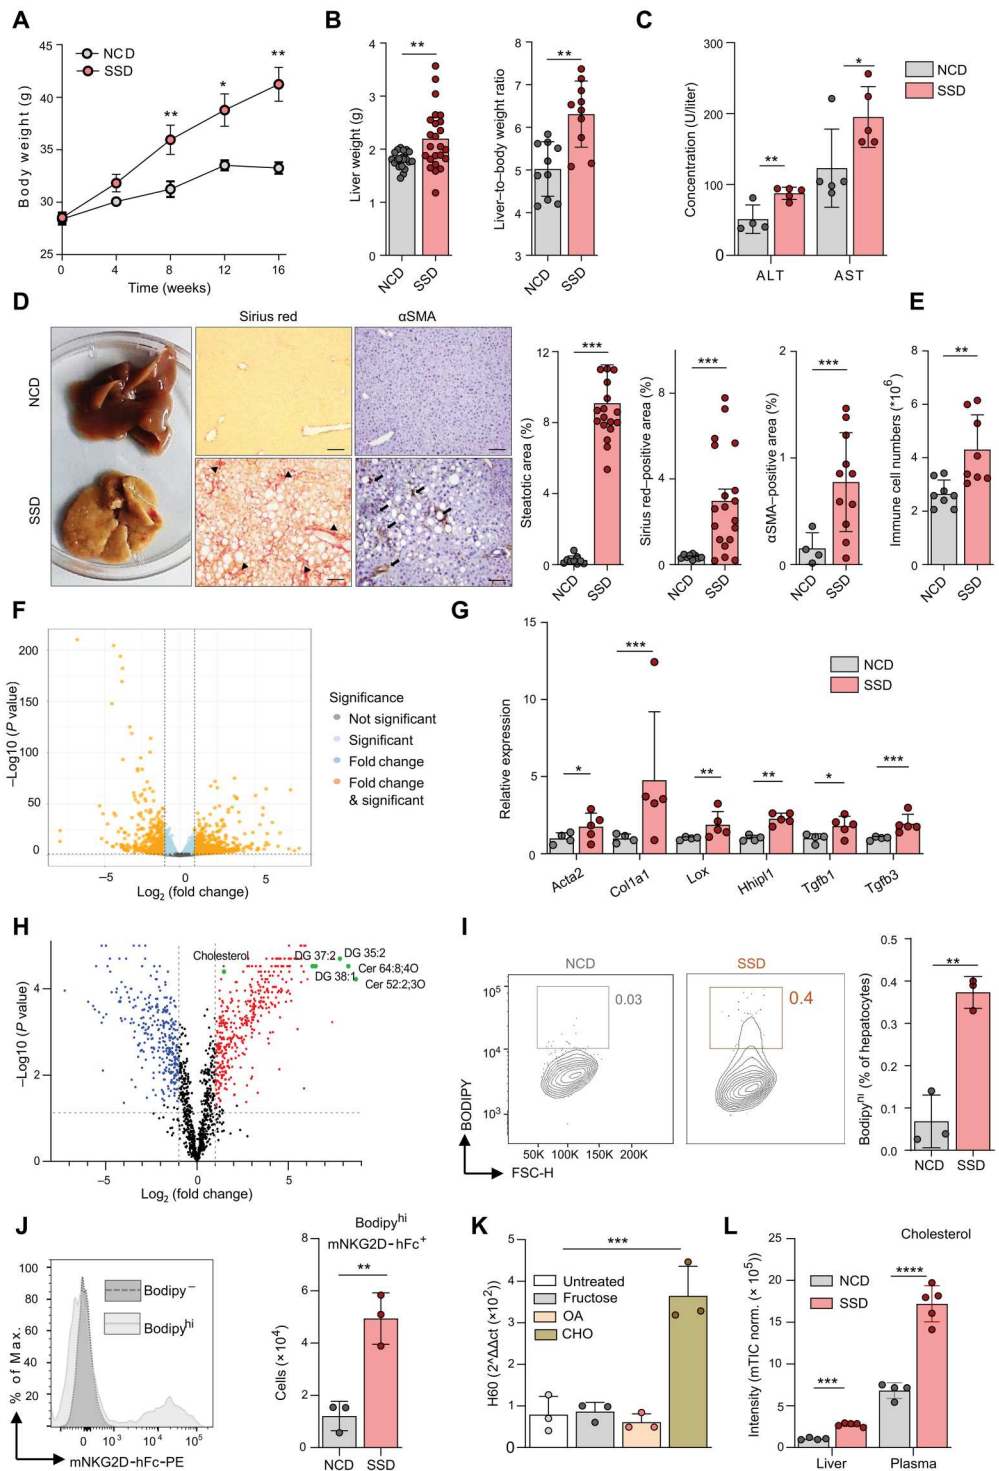 A
Body weight (g)
45
40
35
30
25
NCD
SSD
**
*
**
0
4
8
12
16
Time (weeks)
B
Liver weight (g)
4
3
2
1
0
**
NCD
SSD
Liver–to–body weight ratio
8
7
6
5
4
3
**
NCD
SSD
C
Concentration (U/liter)
300
200
100
0
**
*
NCD
SSD
ALT
AST
D
Sirius red
αSMA
NCD
SSD
Steatotic area (%)
12
8
4
0
***
NCD
SSD
Sirius red–positive area (%)
8
4
0
***
NCD
SSD
αSMA–positive area (%)
2
1
0
***
NCD
SSD
E
Immune cell numbers (*10⁶)
8
6
4
2
0
**
NCD
SSD
F
–Log10 (P value)
200
150
100
50
0
–5
0
5
Log₂ (fold change)
Significance
Not significant
Significant
Fold change
Fold change
& significant
G
Relative expression
15
10
5
0
*
***
**
**
*
***
NCD
SSD
Acta2
Col1a1
Lox
Hhipl1
Tgfb1
Tgfb3
H
–Log10 (P value)
4
2
0
–5
0
5
Log₂ (fold change)
Cholesterol
DG 37:2
DG 35:2
Cer 64:8;4O
DG 38:1
Cer 52:2;3O
I
NCD
SSD
0.03
0.4
10⁵
10⁴
10³
BODIPY
50K
100K
150K
200K
FSC-H
Bodipy (% of hepatocytes)
0.5
0.4
0.3
0.2
0.1
0.0
**
NCD
SSD
J
% of Max.
100
80
60
40
20
Bodipy⁻
Bodipyʰⁱ
0
10³
10⁴
10⁵
mNKG2D-hFc-PE
Bodipyʰⁱ
mNKG2D-hFc⁺
Cells (×10⁴)
8
6
4
2
0
**
NCD
SSD
K
H60 (2^ΔΔct (×10²)
5
4
3
2
1
0
***
Untreated
Fructose
OA
CHO
L
Cholesterol
Intensity (mTIC norm. (× 10⁵))
25
20
15
10
5
0
NCD
SSD
***
****
Liver
Plasma